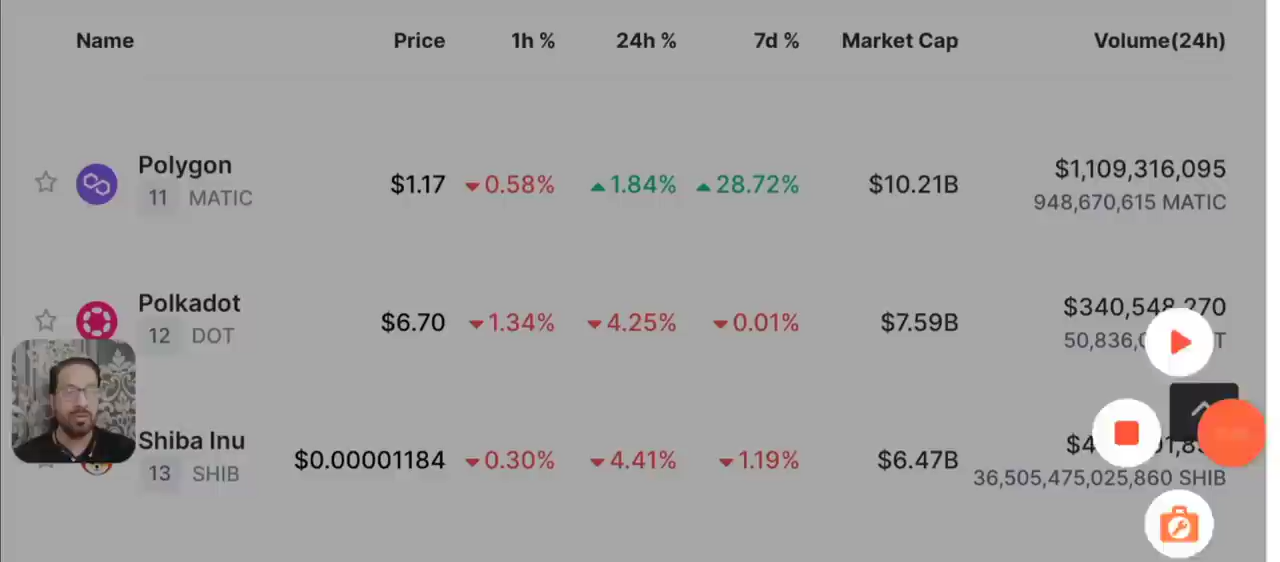 Name Price 1h % 24h % 7d % Market Cap Volume(24h)
Polygon
11 MATIC
$1.17 0.58% 1.84% 28.72% $10.21B
$1,109,316,095
948,670,615 MATIC
Polkadot
12 DOT
$6.70 1.34% 4.25% 0.01% $7.59B
$340,548,270
Shiba Inu
13 SHIB
$0.00001184 0.30% 4.41% 1.19% $6.47B
36,505,475,025,860 SHIB